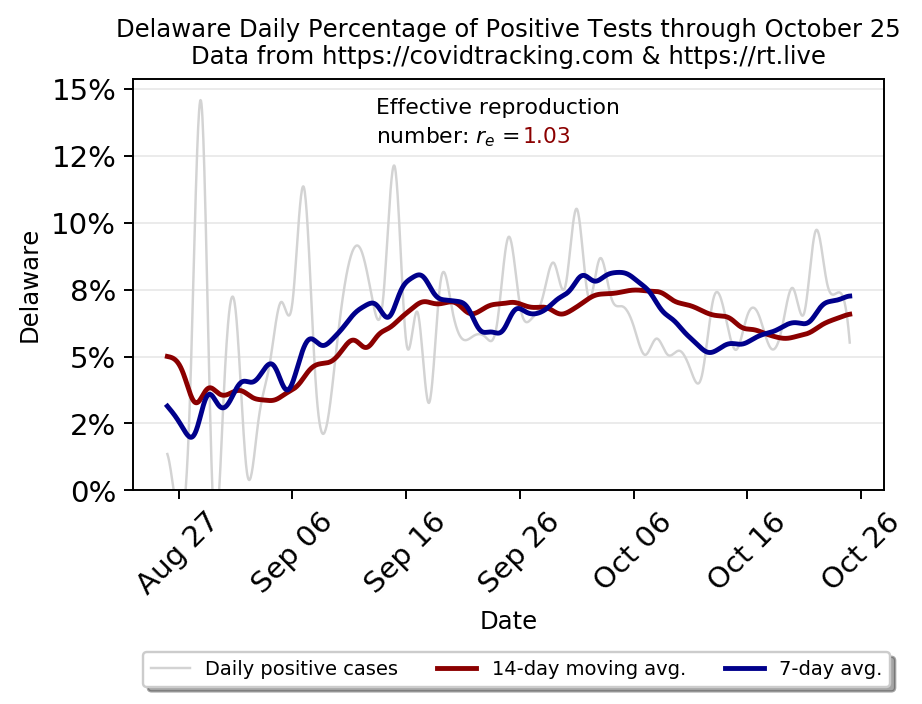 Delaware Daily Percentage of Positive Tests through October 25
Data from https://covidtracking.com & https://rt.live
15%
12%
10%
8%
5%
2%
0%
Delaware
Effective reproduction
number: rₑ =1.03
Aug 27
Sep 06
Sep 16
Sep 26
Oct 06
Oct 16
Oct 26
Date
Daily positive cases
14-day moving avg.
7-day avg.